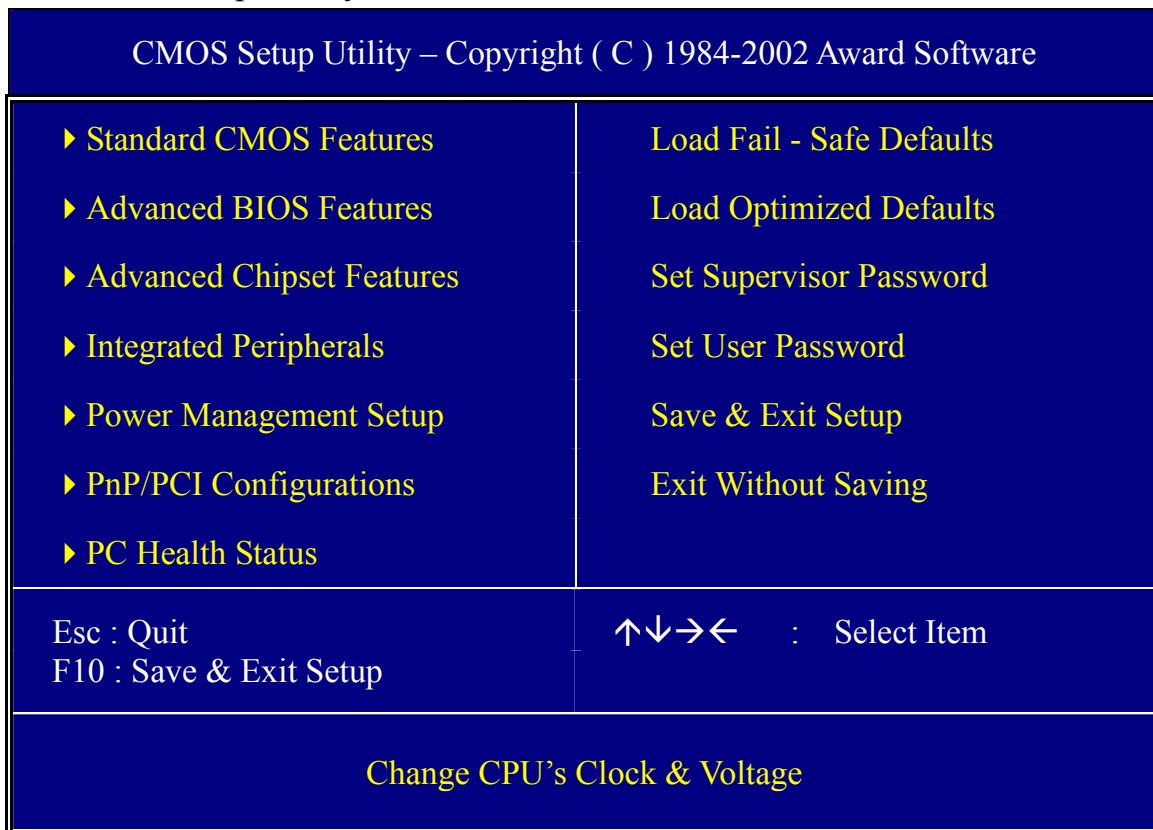 CMOS Setup Utility – Copyright ( C ) 1984-2002 Award Software
Standard CMOS Features
Advanced BIOS Features
Advanced Chipset Features
Integrated Peripherals
Power Management Setup
PnP/PCI Configurations
PC Health Status
Load Fail - Safe Defaults
Load Optimized Defaults
Set Supervisor Password
Set User Password
Save & Exit Setup
Exit Without Saving
Esc : Quit
F10 : Save & Exit Setup
↑↓→← : Select Item
Change CPU’s Clock & Voltage